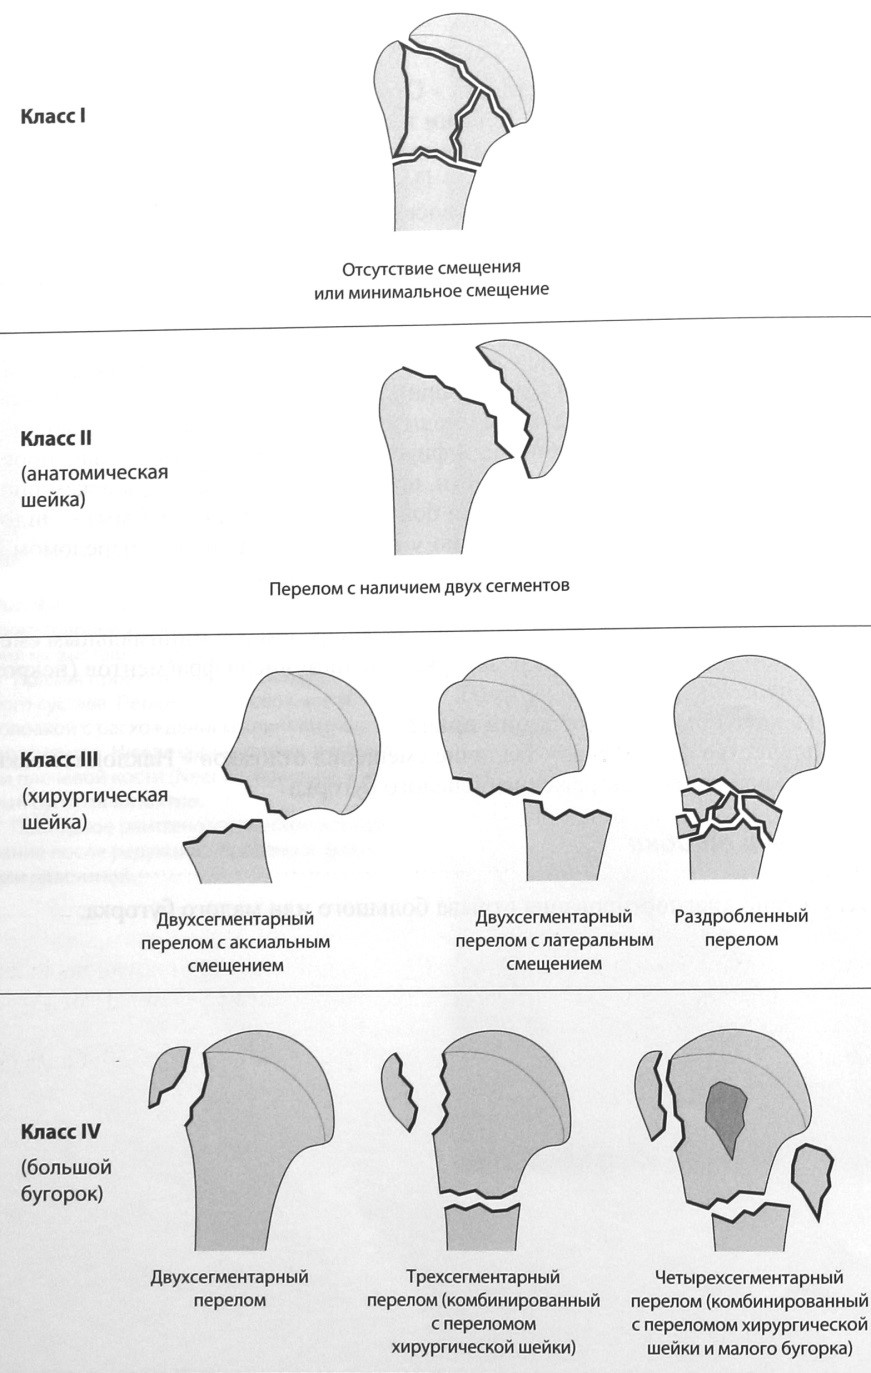 Класс I
Отсутствие смещения
или минимальное смещение
Класс II
(анатомическая
шейка)
Перелом с наличием двух сегментов
Класс III
(хирургическая
шейка)
Двухсегментарный
перелом с аксиальным
смещением
Двухсегментарный
перелом с латеральным
смещением
Раздробленный
перелом
Класс IV
(большой
бугорок)
Двухсегментарный
перелом
Трехсегментарный
перелом (комбинированный
с переломом
хирургической шейки)
Четырехсегментарный
перелом (комбинированный
с переломом хирургической
шейки и малого бугорка)